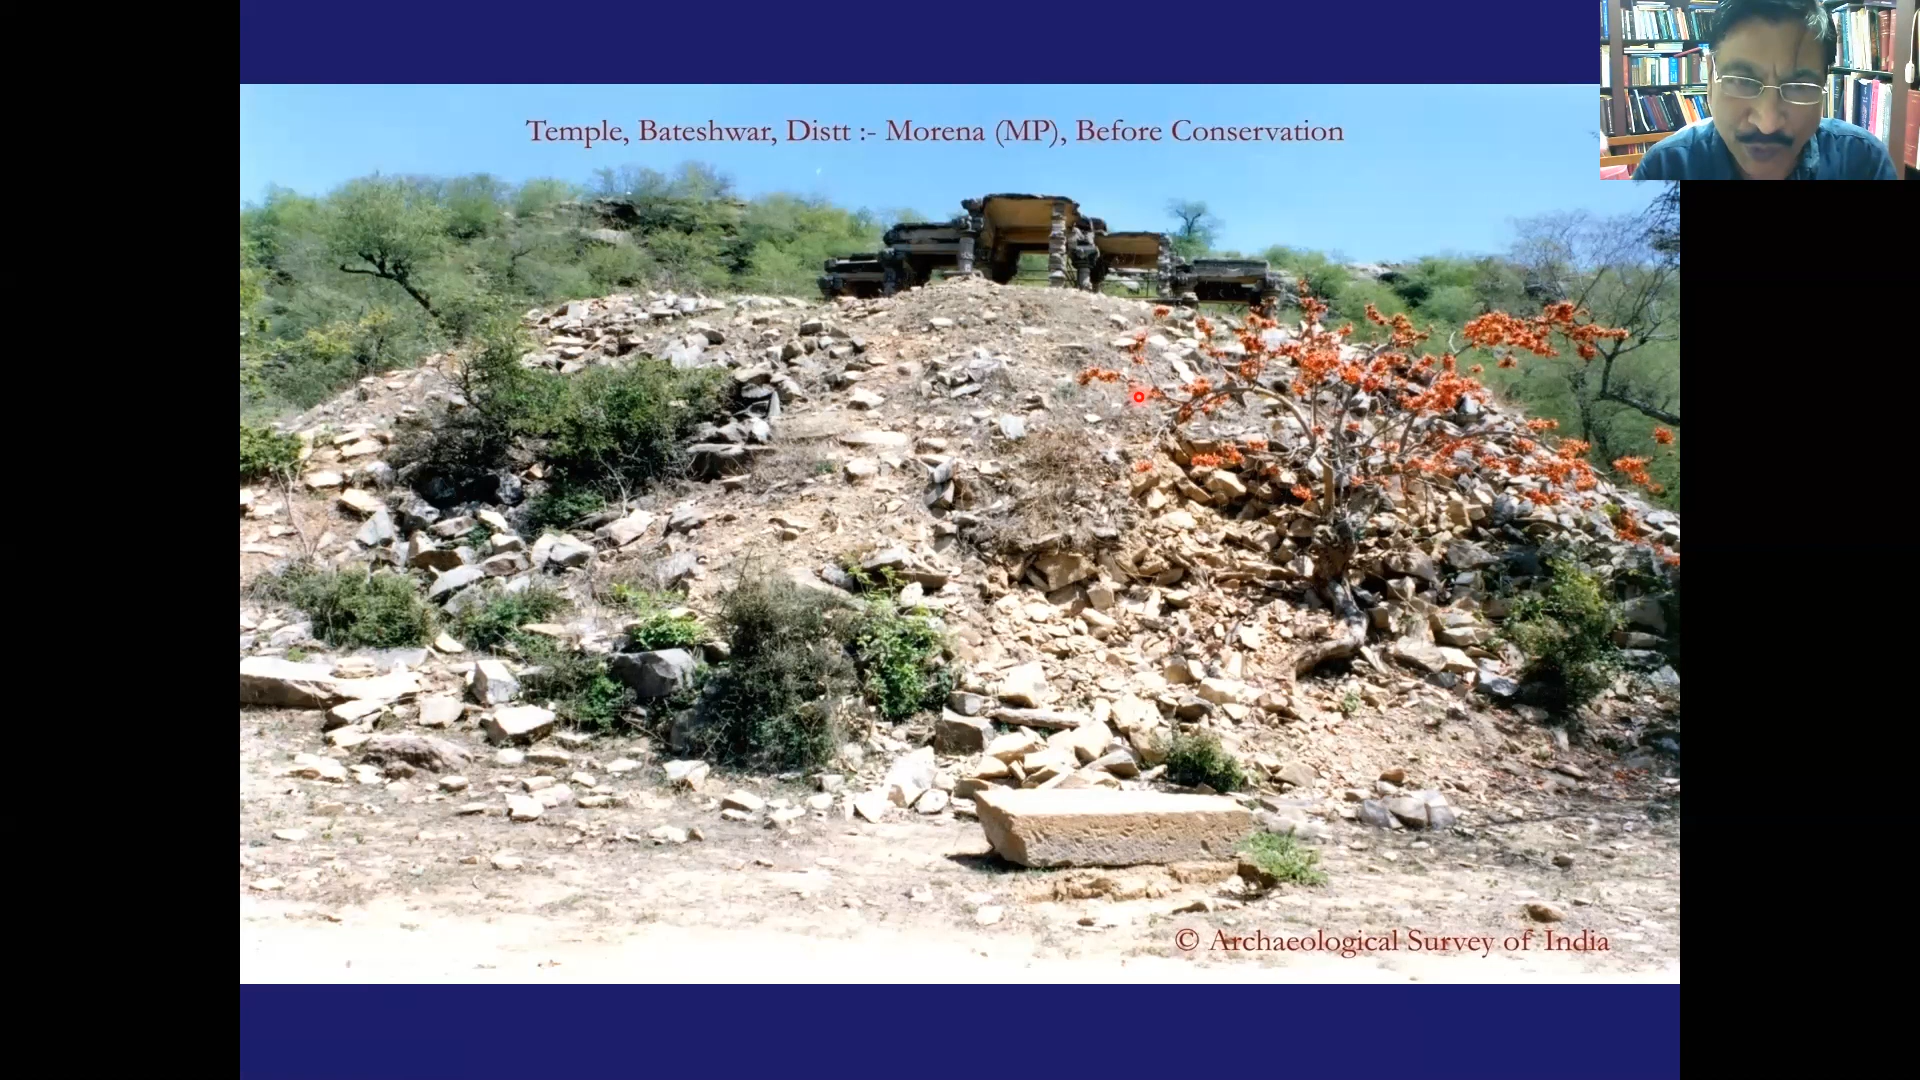 Temple, Bateshwar, Distt :- Morena (MP), Before Conservation
© Archaeological Survey of India